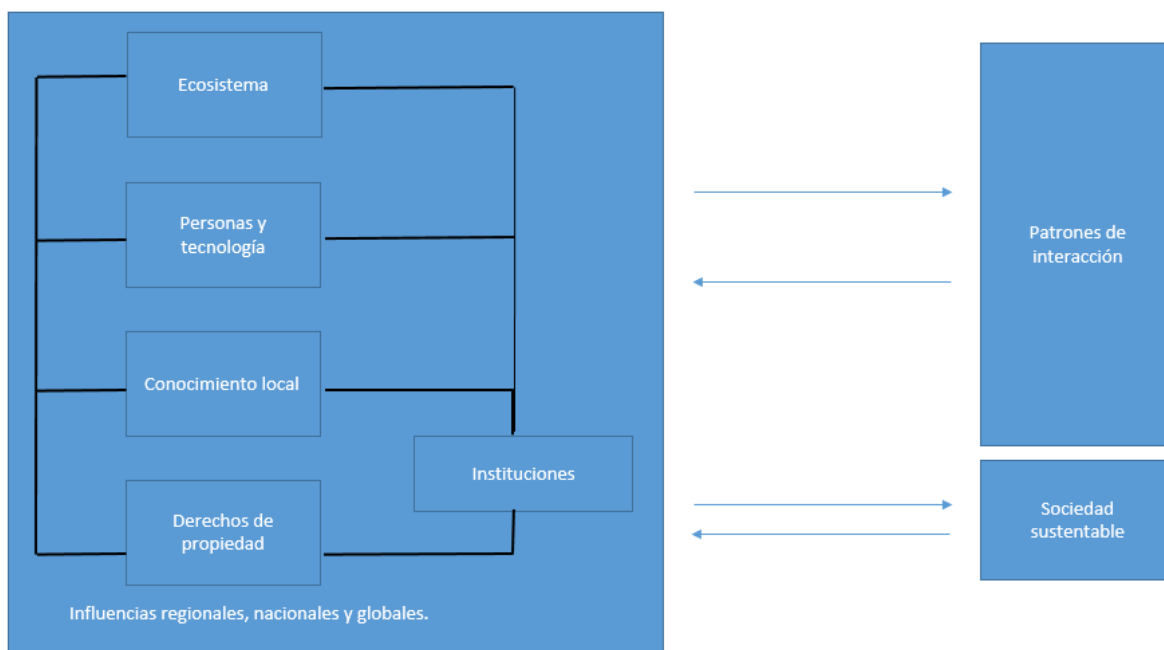 Ecosistema
Personas y
tecnología
Conocimiento local
Instituciones
Derechos de
propiedad
Influencias regionales, nacionales y globales.
Patrones de
interacción
Sociedad
sustentable